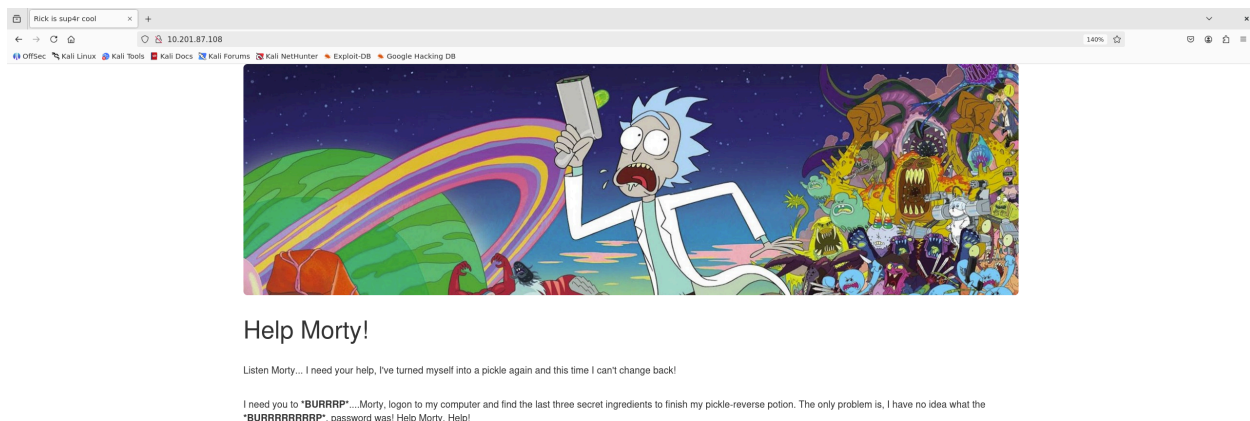 Rick is sup4r cool
10.201.87.108
140%
OffSec Kali Linux Kali Tools Kali Docs Kali Forums Kali NetHunter Exploit-DB Google Hacking DB
Help Morty!
Listen Morty... I need your help, I've turned myself into a pickle again and this time I can't change back!
I need you to *BURRRP*....Morty, logon to my computer and find the last three secret ingredients to finish my pickle-reverse potion. The only problem is, I have no idea what the
*BURRRRRRRRP*, password was! Help Morty, Help!